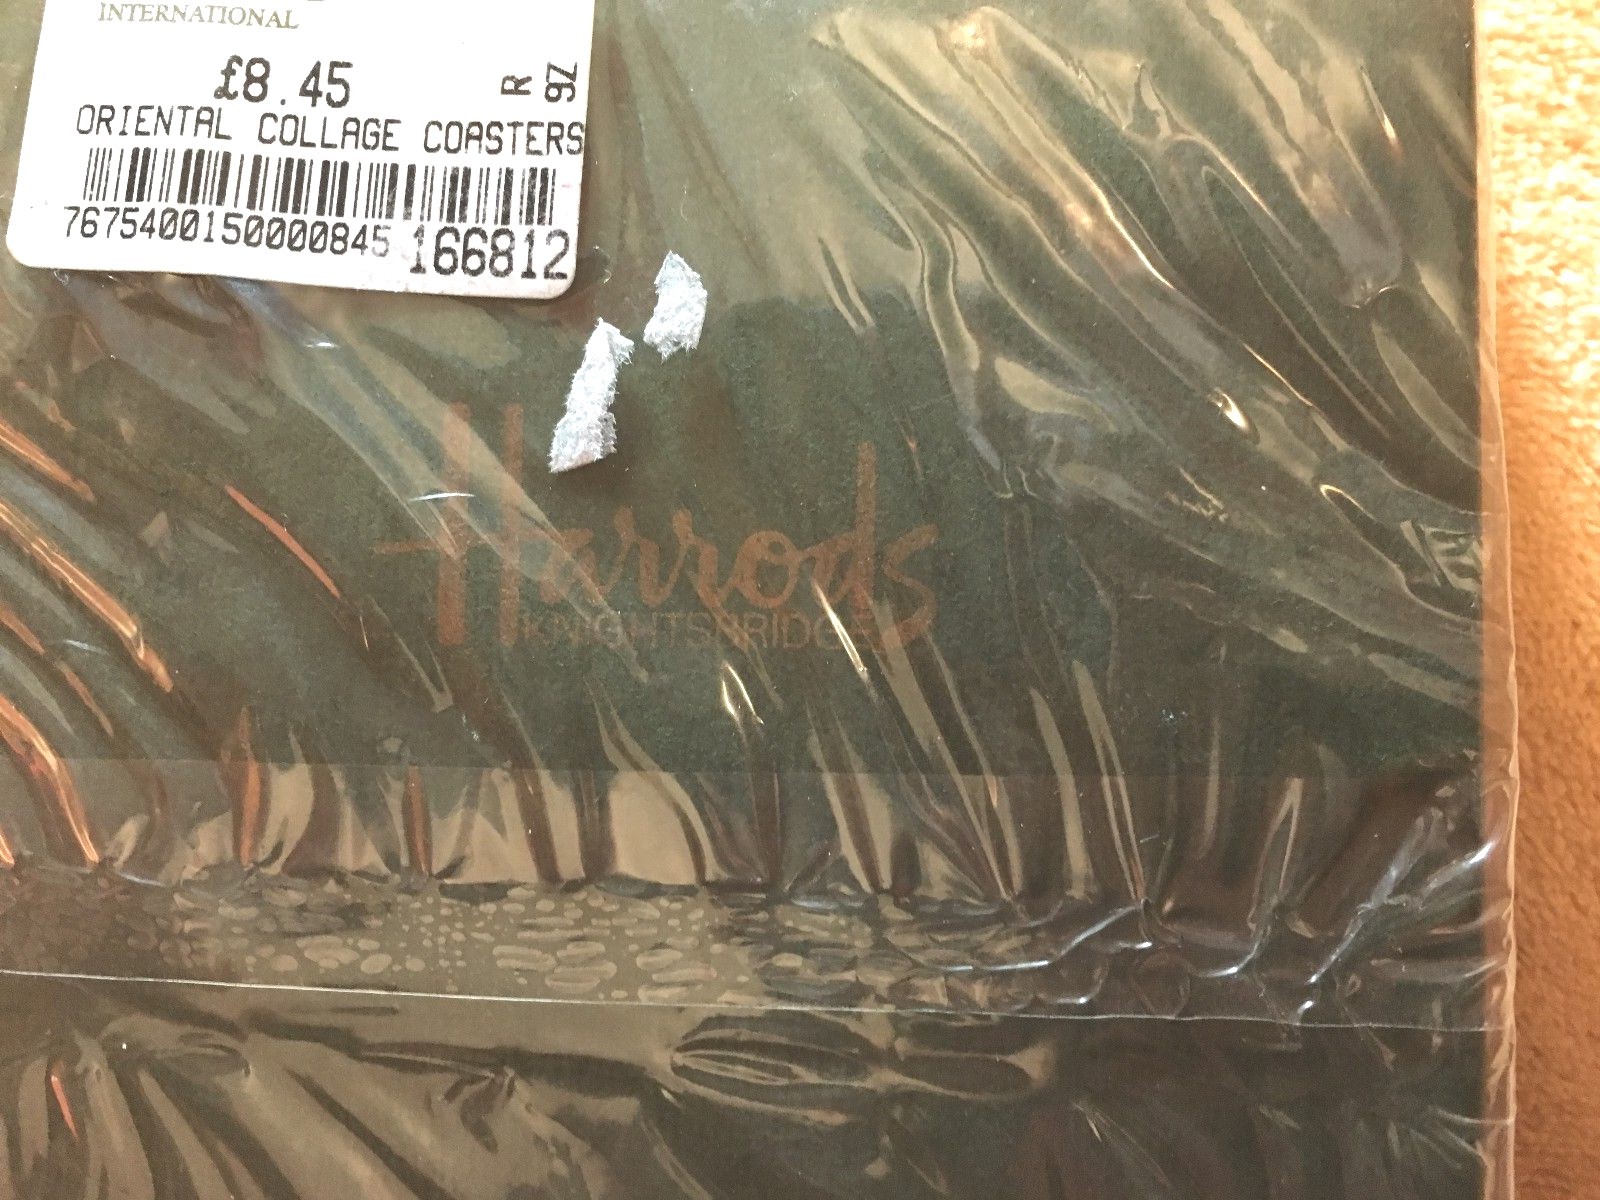 INTERNATIONAL
£8.45 R 9Z
ORIENTAL COLLAGE COASTERS
7675400150000845 166812
Harrods
KNIGHTSBRIDGE